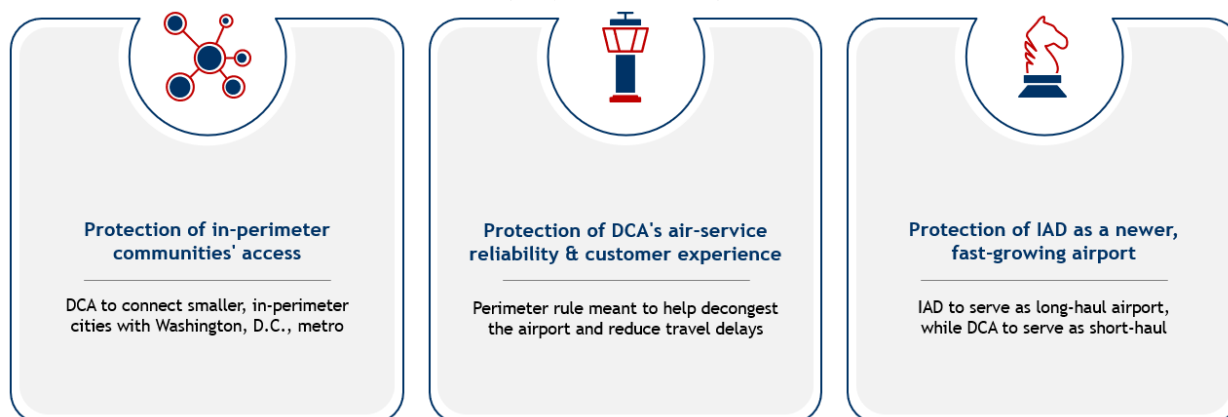 Protection of in-perimeter
communities' access
DCA to connect smaller, in-perimeter
cities with Washington, D.C., metro
Protection of DCA's air-service
reliability & customer experience
Perimeter rule meant to help decongest
the airport and reduce travel delays
Protection of IAD as a newer,
fast-growing airport
IAD to serve as long-haul airport,
while DCA to serve as short-haul